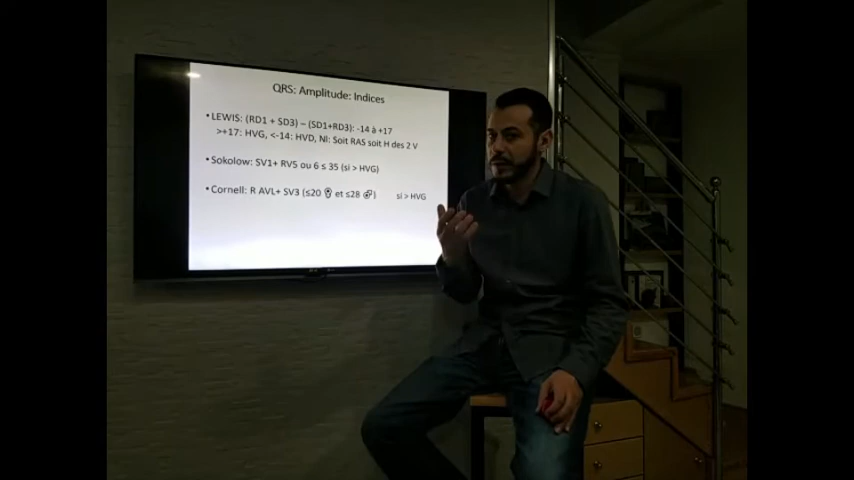 QRS: Amplitude: Indices
• LEWIS: (RD1 + SD3) – (SD1+RD3): -14 à +17
>+17: HVG, <-14: HVD, Nl: Soit RAS soit H des 2 V
• Sokolow: SV1+ RV5 ou 6 ≤ 35 (si > HVG)
• Cornell: R AVL+ SV3 (≤20 ♀ et ≤28 ♂) si > HVG